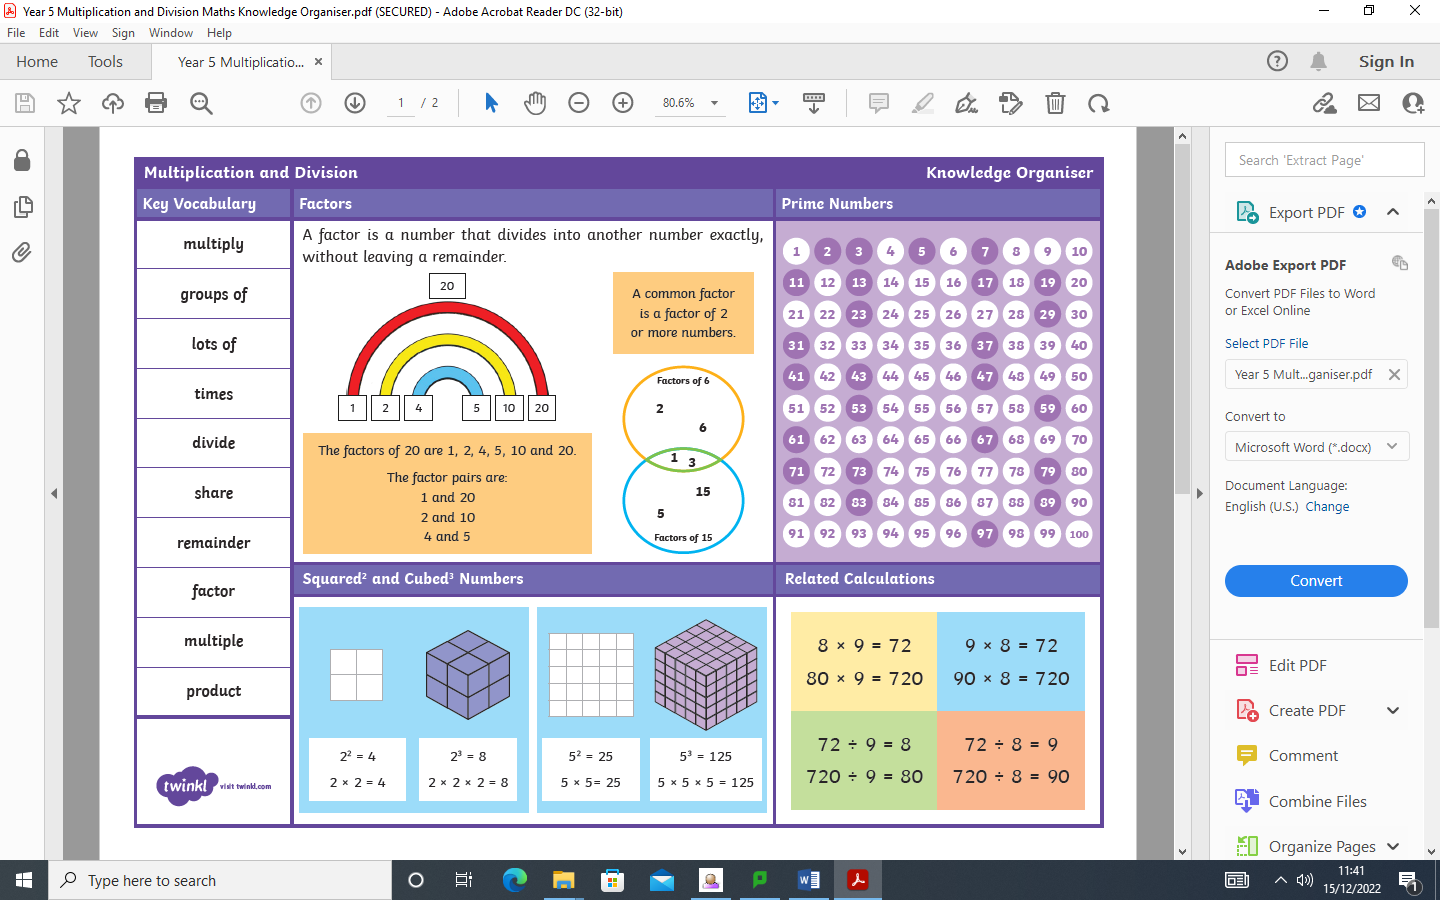 Year 5 Multiplication and Division Maths Knowledge Organiser.pdf (SECURED) - Adobe Acrobat Reader DC (32-bit)
File Edit View Sign Window Help
Home Tools Year 5 Multiplicatio... ×
Sign In
1 / 2 80.6%
Multiplication and Division Knowledge Organiser
Key Vocabulary
multiply
groups of
lots of
times
divide
share
remainder
factor
multiple
product
twinkl visit twinkl.com
Factors
A factor is a number that divides into another number exactly,
without leaving a remainder.
20
1 2 4 5 10 20
The factors of 20 are 1, 2, 4, 5, 10 and 20.
The factor pairs are:
1 and 20
2 and 10
4 and 5
A common factor
is a factor of 2
or more numbers.
Factors of 6
2
6
1 3
15
5
Factors of 15
Prime Numbers
1 2 3 4 5 6 7 8 9 10
11 12 13 14 15 16 17 18 19 20
21 22 23 24 25 26 27 28 29 30
31 32 33 34 35 36 37 38 39 40
41 42 43 44 45 46 47 48 49 50
51 52 53 54 55 56 57 58 59 60
61 62 63 64 65 66 67 68 69 70
71 72 73 74 75 76 77 78 79 80
81 82 83 84 85 86 87 88 89 90
91 92 93 94 95 96 97 98 99 100
Squared² and Cubed³ Numbers
2² = 4
2 × 2 = 4
2³ = 8
2 × 2 × 2 = 8
5² = 25
5 × 5= 25
5³ = 125
5 × 5 × 5 = 125
Related Calculations
8 × 9 = 72
80 × 9 = 720
9 × 8 = 72
90 × 8 = 720
72 ÷ 9 = 8
720 ÷ 9 = 80
72 ÷ 8 = 9
720 ÷ 8 = 90
Search 'Extract Page'
Export PDF
Adobe Export PDF
Convert PDF Files to Word
or Excel Online
Select PDF File
Year 5 Mult...ganiser.pdf
Convert to
Microsoft Word (*.docx)
Document Language:
English (U.S.) Change
Convert
Edit PDF
Create PDF
Comment
Combine Files
Organize Pages
Type here to search
11:41
15/12/2022
1